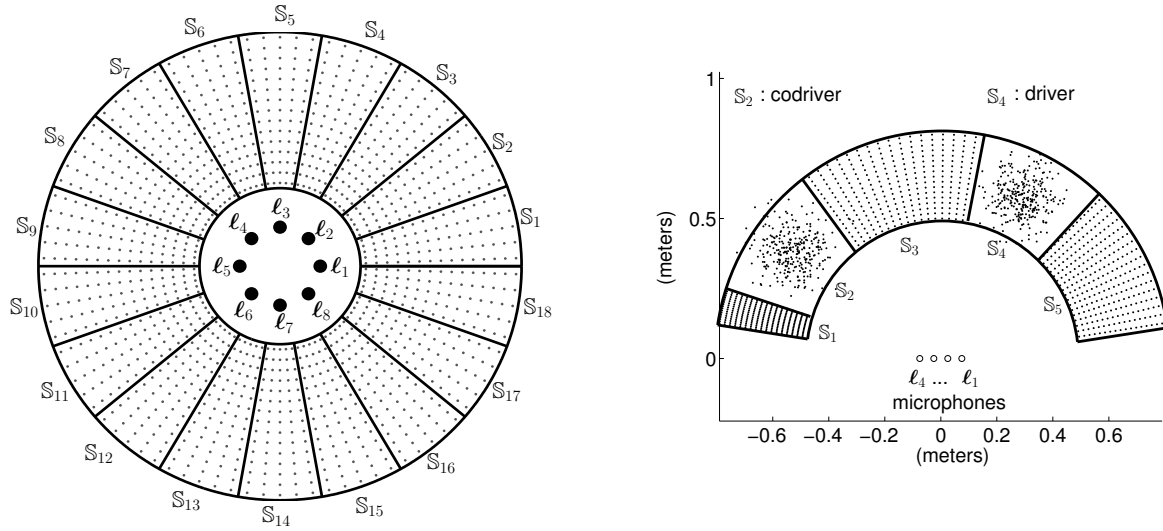 𝕊₅
𝕊₆
𝕊₄
𝕊₇
𝕊₃
𝕊₈
𝕊₂
𝕊₉
𝕊₁
𝕊₁₀
𝕊₁₈
𝕊₁₁
𝕊₁₇
𝕊₁₂
𝕊₁₆
𝕊₁₃
𝕊₁₅
𝕊₁₄
ℓ₃
ℓ₄
ℓ₂
ℓ₅
ℓ₁
ℓ₆
ℓ₈
ℓ₇
1
𝕊₂ : codriver
𝕊₄ : driver
0.5
(meters)
𝕊₃
𝕊₄
𝕊₂
𝕊₅
𝕊₁
0
ℓ₄ ... ℓ₁
microphones
−0.6 −0.4 −0.2 0 0.2 0.4 0.6
(meters)